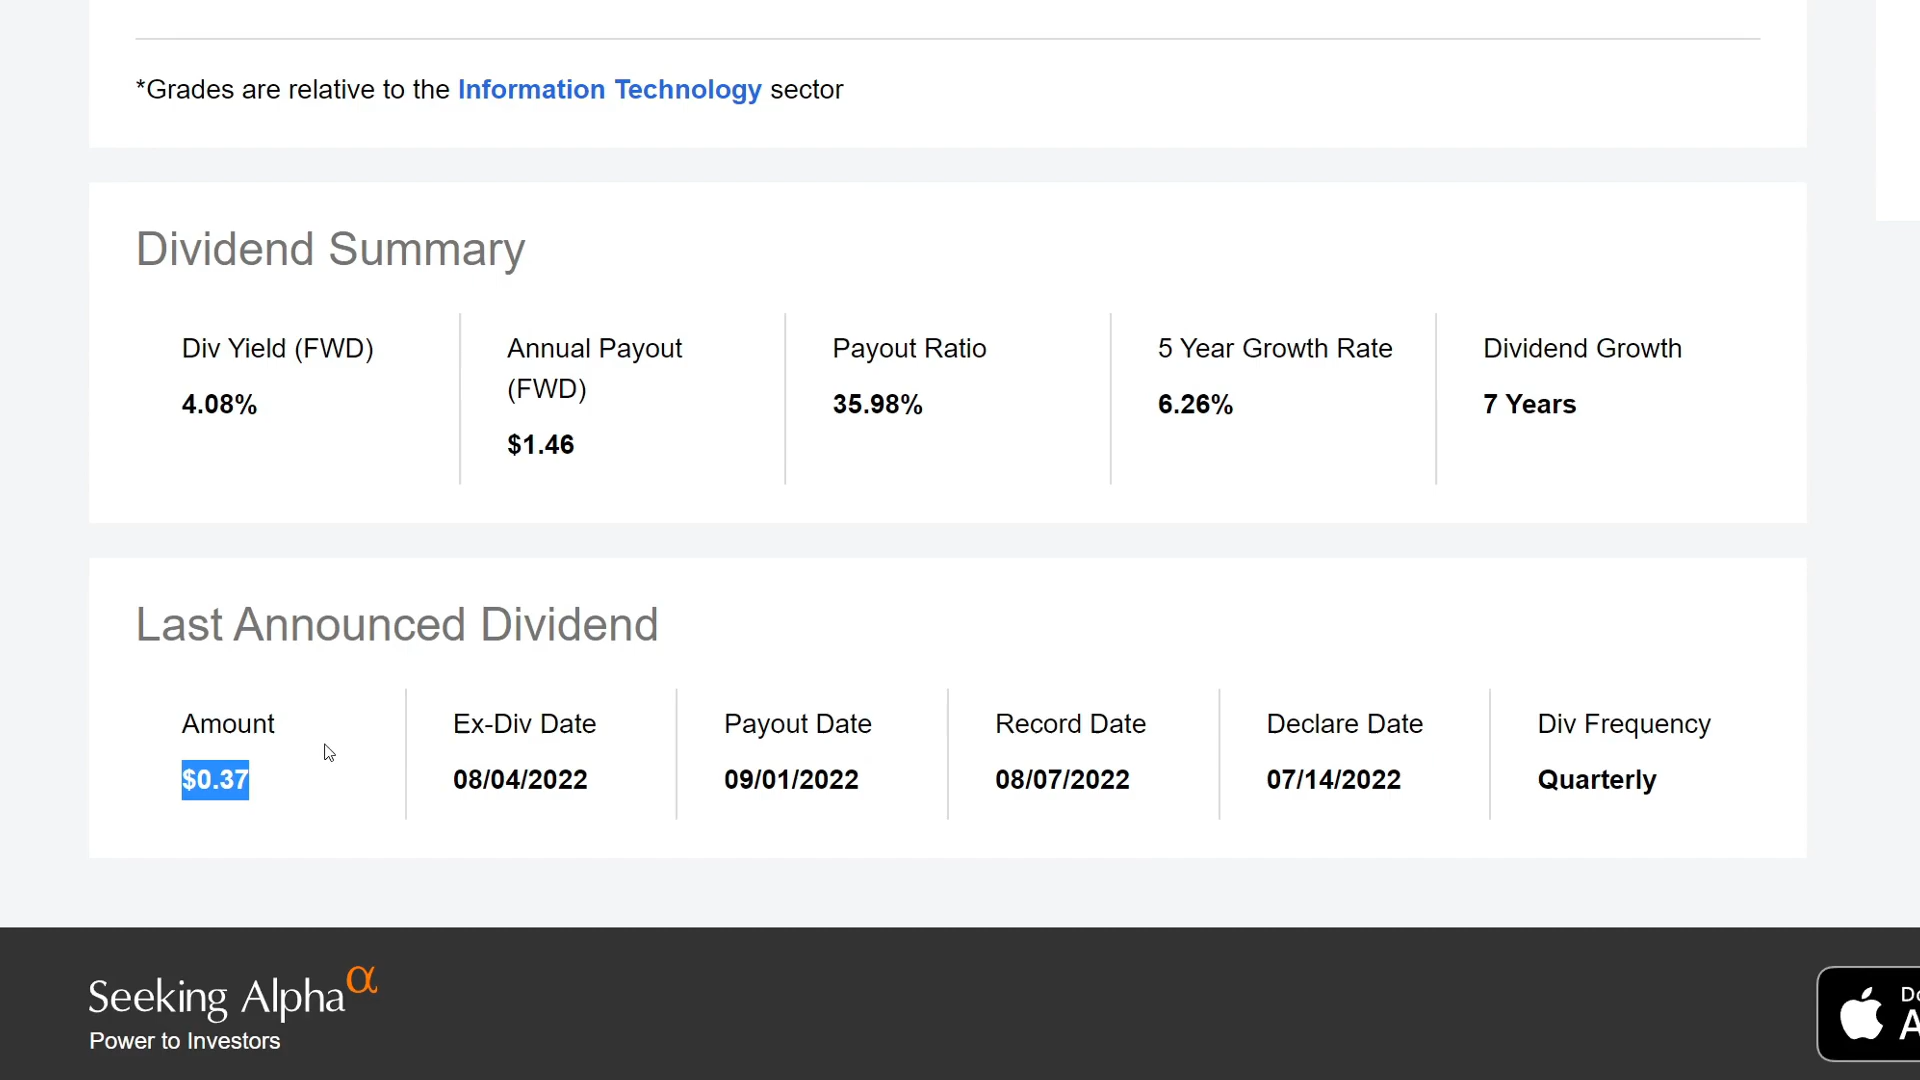 *Grades are relative to the Information Technology sector
Dividend Summary
Div Yield (FWD)
4.08%
Annual Payout
(FWD)
$1.46
Payout Ratio
35.98%
5 Year Growth Rate
6.26%
Dividend Growth
7 Years
Last Announced Dividend
Amount
$0.37
Ex-Div Date
08/04/2022
Payout Date
09/01/2022
Record Date
08/07/2022
Declare Date
07/14/2022
Div Frequency
Quarterly
Seeking Alpha α
Power to Investors